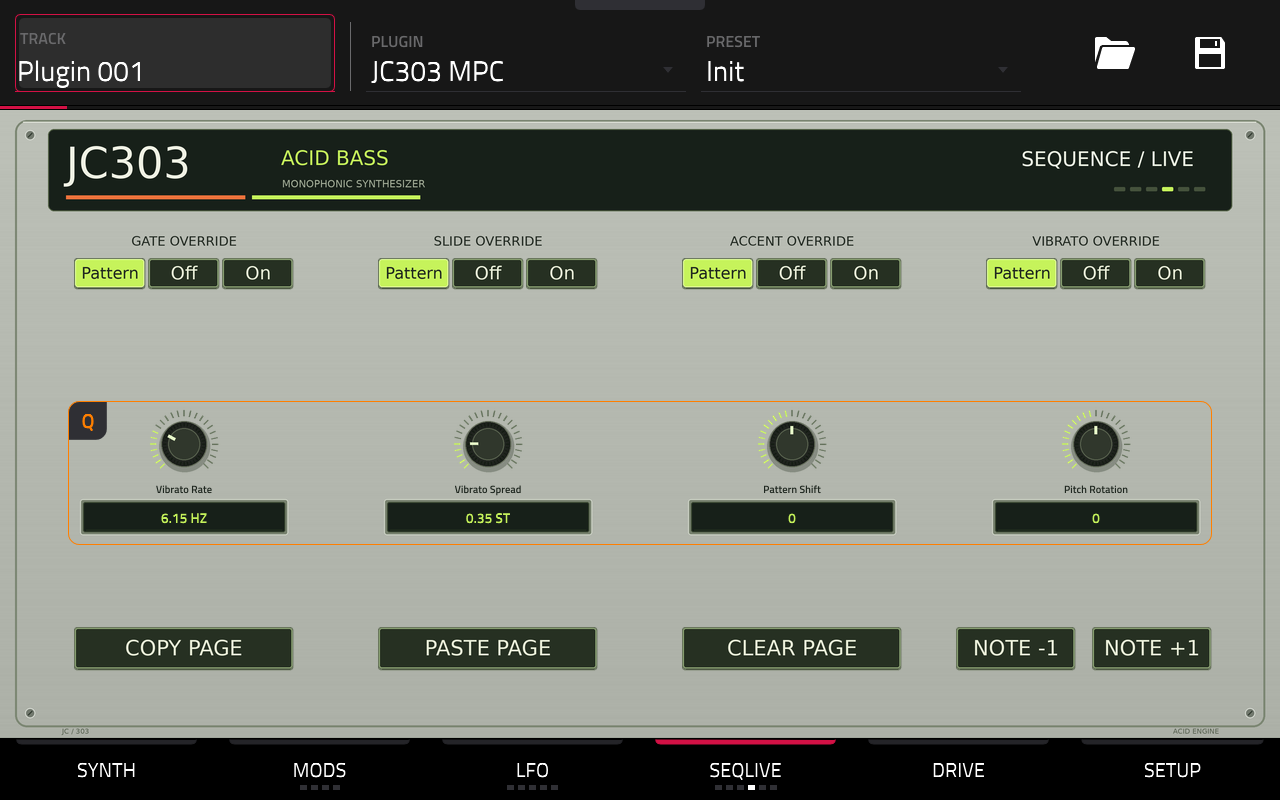 TRACK
Plugin 001
PLUGIN
JC303 MPC
PRESET
Init
JC303
ACID BASS
MONOPHONIC SYNTHESIZER
SEQUENCE / LIVE
GATE OVERRIDE
SLIDE OVERRIDE
ACCENT OVERRIDE
VIBRATO OVERRIDE
Pattern Off On
Pattern Off On
Pattern Off On
Pattern Off On
Q
Vibrato Rate
Vibrato Spread
Pattern Shift
Pitch Rotation
6.15 HZ
0.35 ST
0
0
COPY PAGE
PASTE PAGE
CLEAR PAGE
NOTE -1
NOTE +1
JC / 303
ACID ENGINE
SYNTH
MODS
LFO
SEQLIVE
DRIVE
SETUP